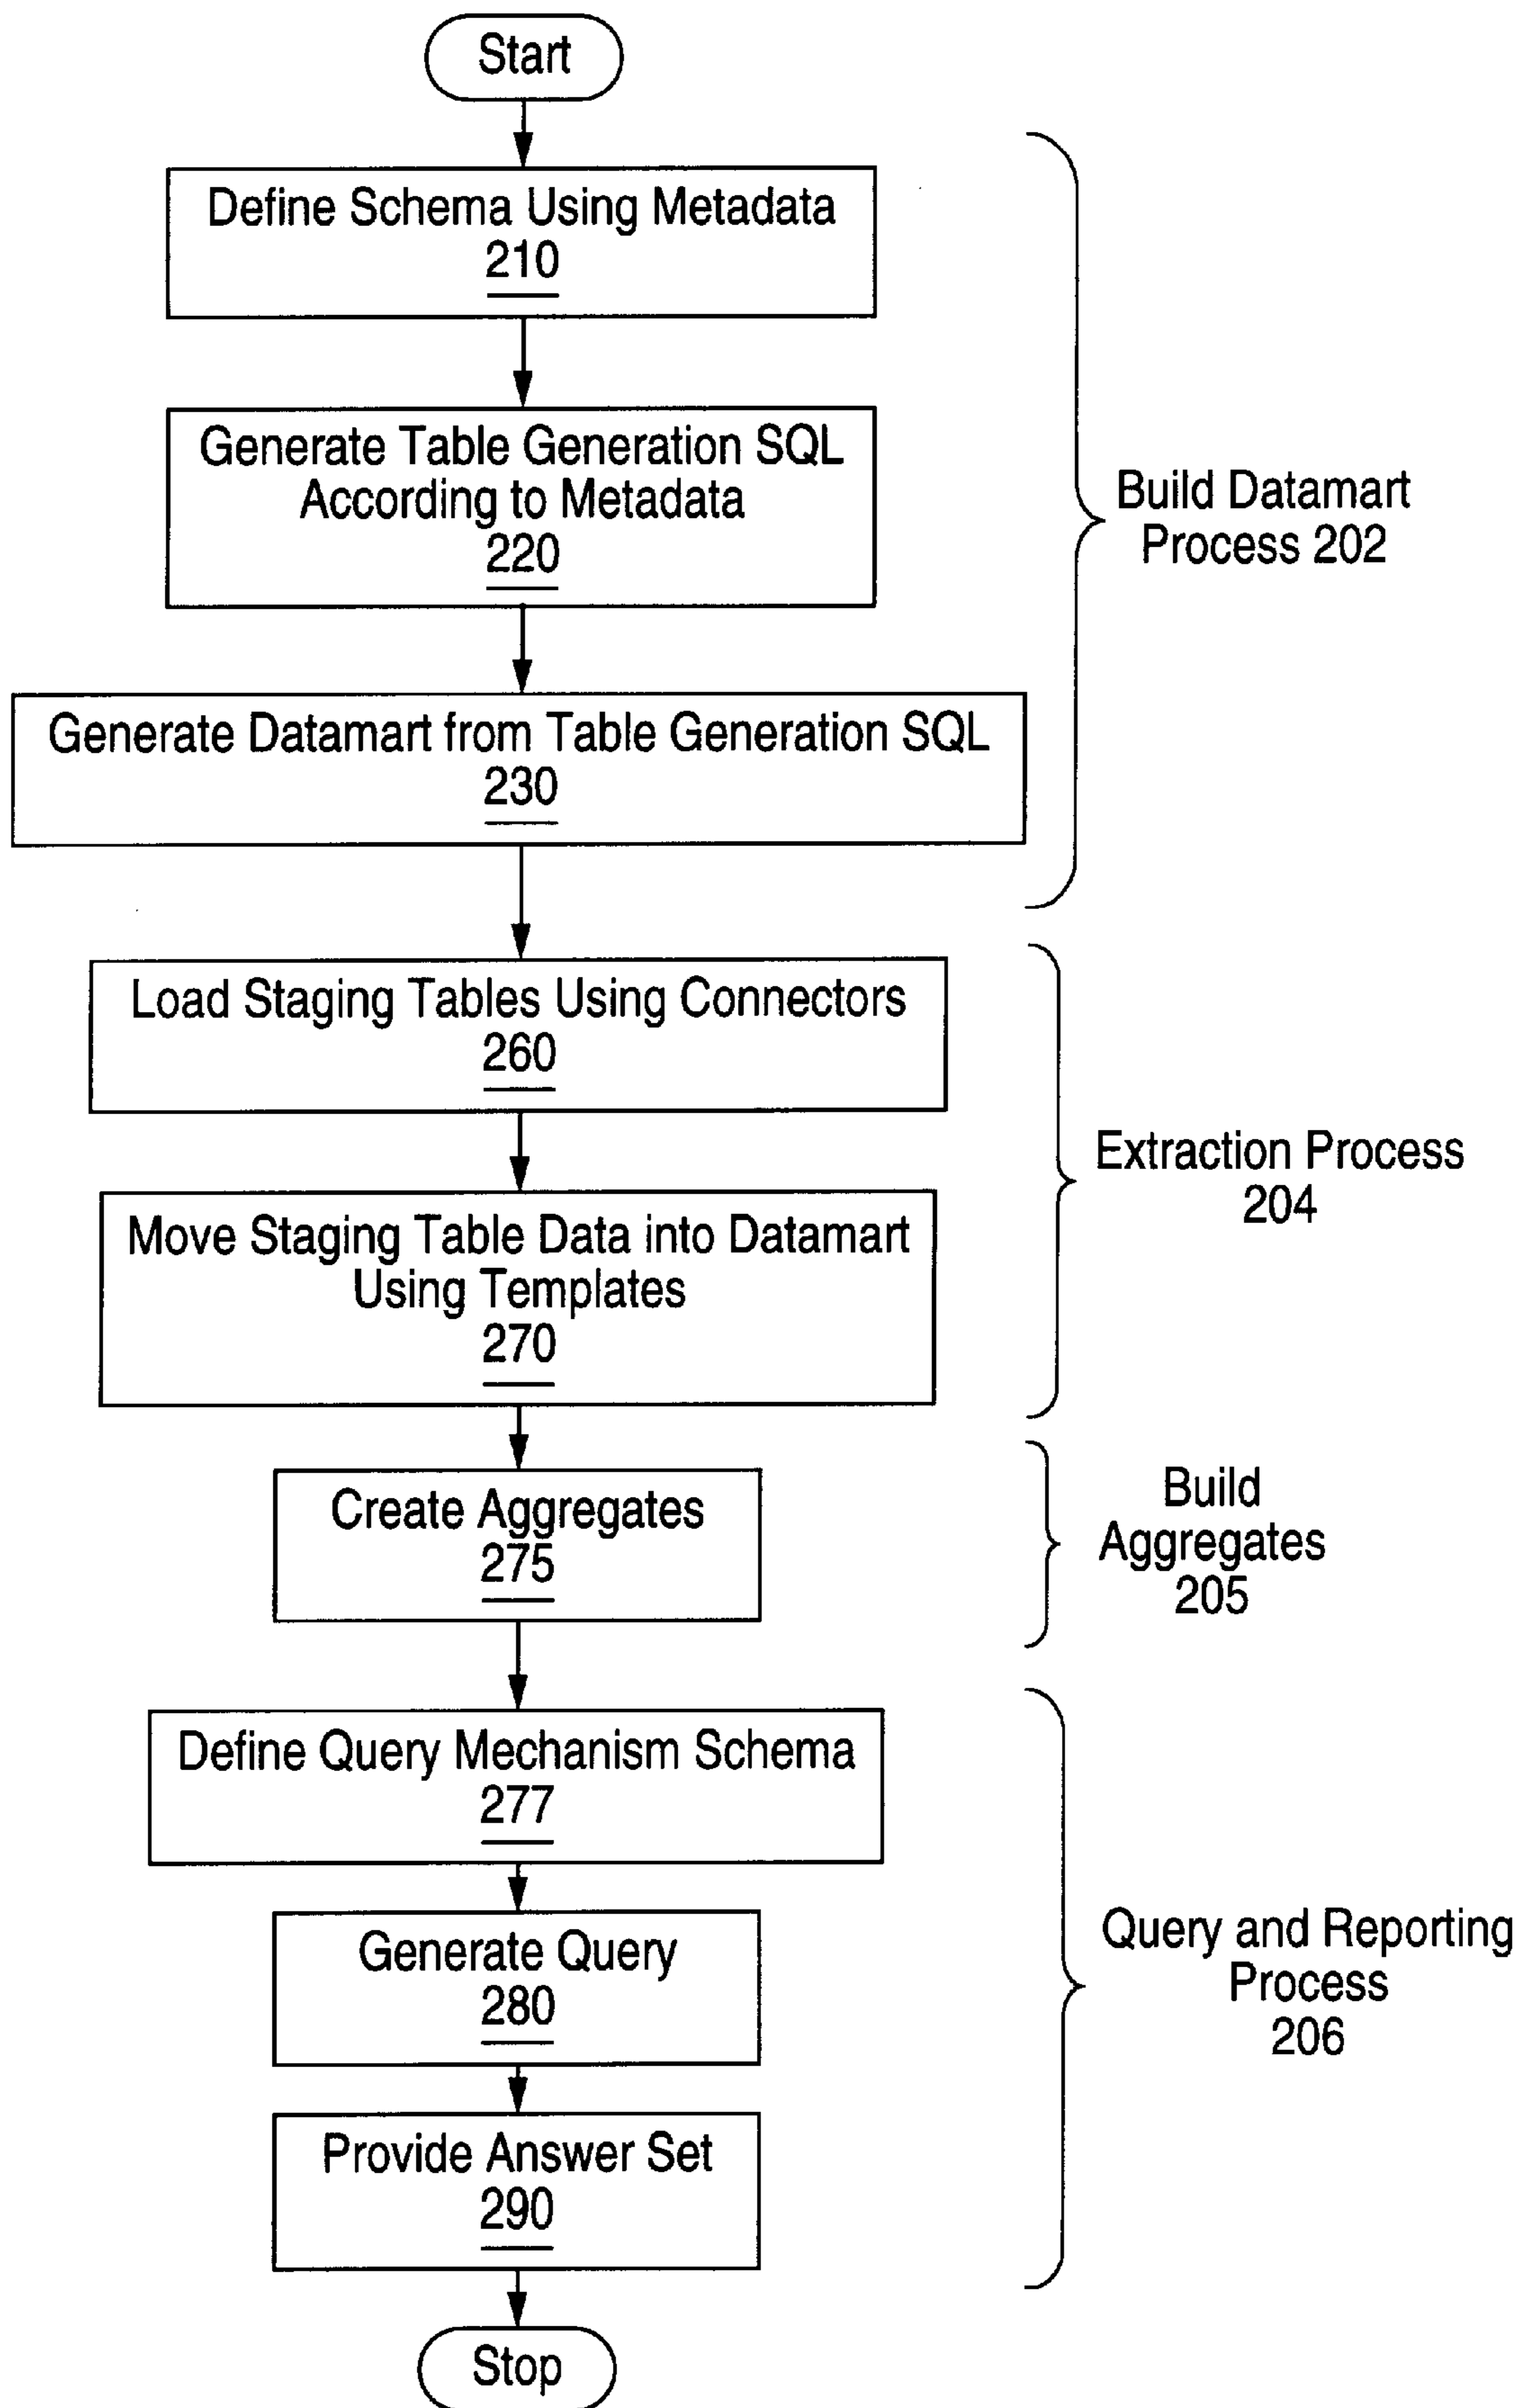 Start
Define Schema Using Metadata
210
Generate Table Generation SQL
According to Metadata
220
Generate Datamart from Table Generation SQL
230
Build Datamart
Process 202
Load Staging Tables Using Connectors
260
Move Staging Table Data into Datamart
Using Templates
270
Extraction Process
204
Create Aggregates
275
Build
Aggregates
205
Define Query Mechanism Schema
277
Generate Query
280
Provide Answer Set
290
Query and Reporting
Process
206
Stop